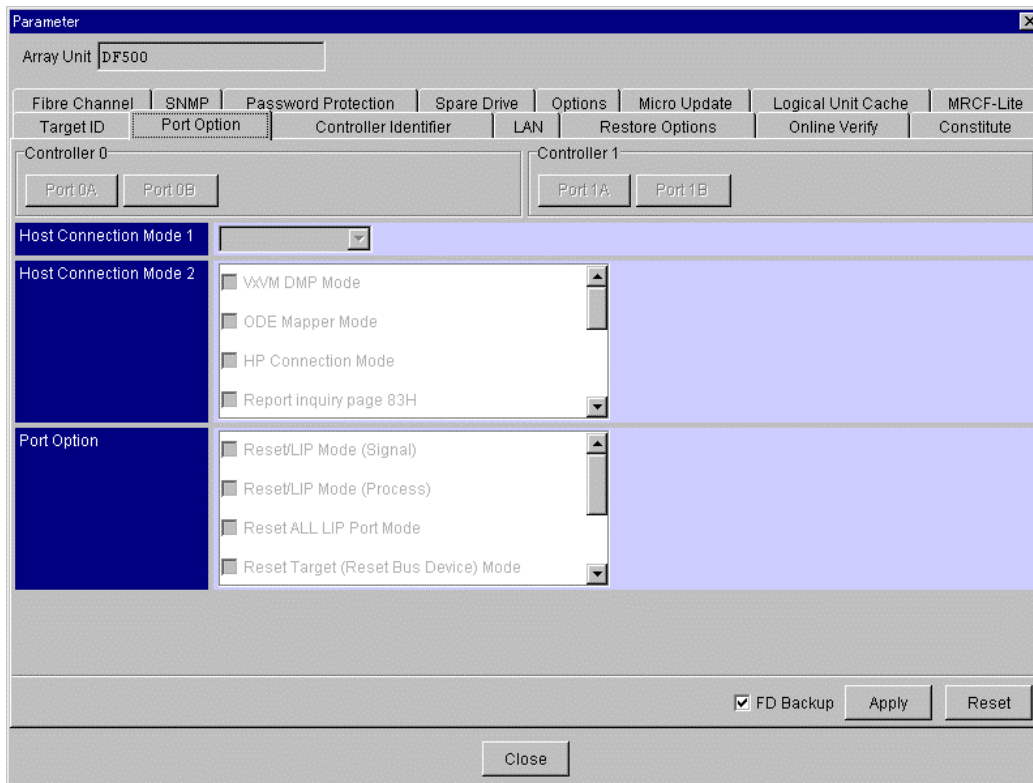 Parameter
Array Unit DF500
Fibre Channel SNMP Password Protection Spare Drive Options Micro Update Logical Unit Cache MRCF-Lite
Target ID Port Option Controller Identifier LAN Restore Options Online Verify Constitute
Controller 0 Controller 1
Port 0A Port 0B Port 1A Port 1B
Host Connection Mode 1
Host Connection Mode 2
VxVM DMP Mode
ODE Mapper Mode
HP Connection Mode
Report inquiry page 83H
Port Option
Reset/LIP Mode (Signal)
Reset/LIP Mode (Process)
Reset ALL LIP Port Mode
Reset Target (Reset Bus Device) Mode
FD Backup Apply Reset
Close